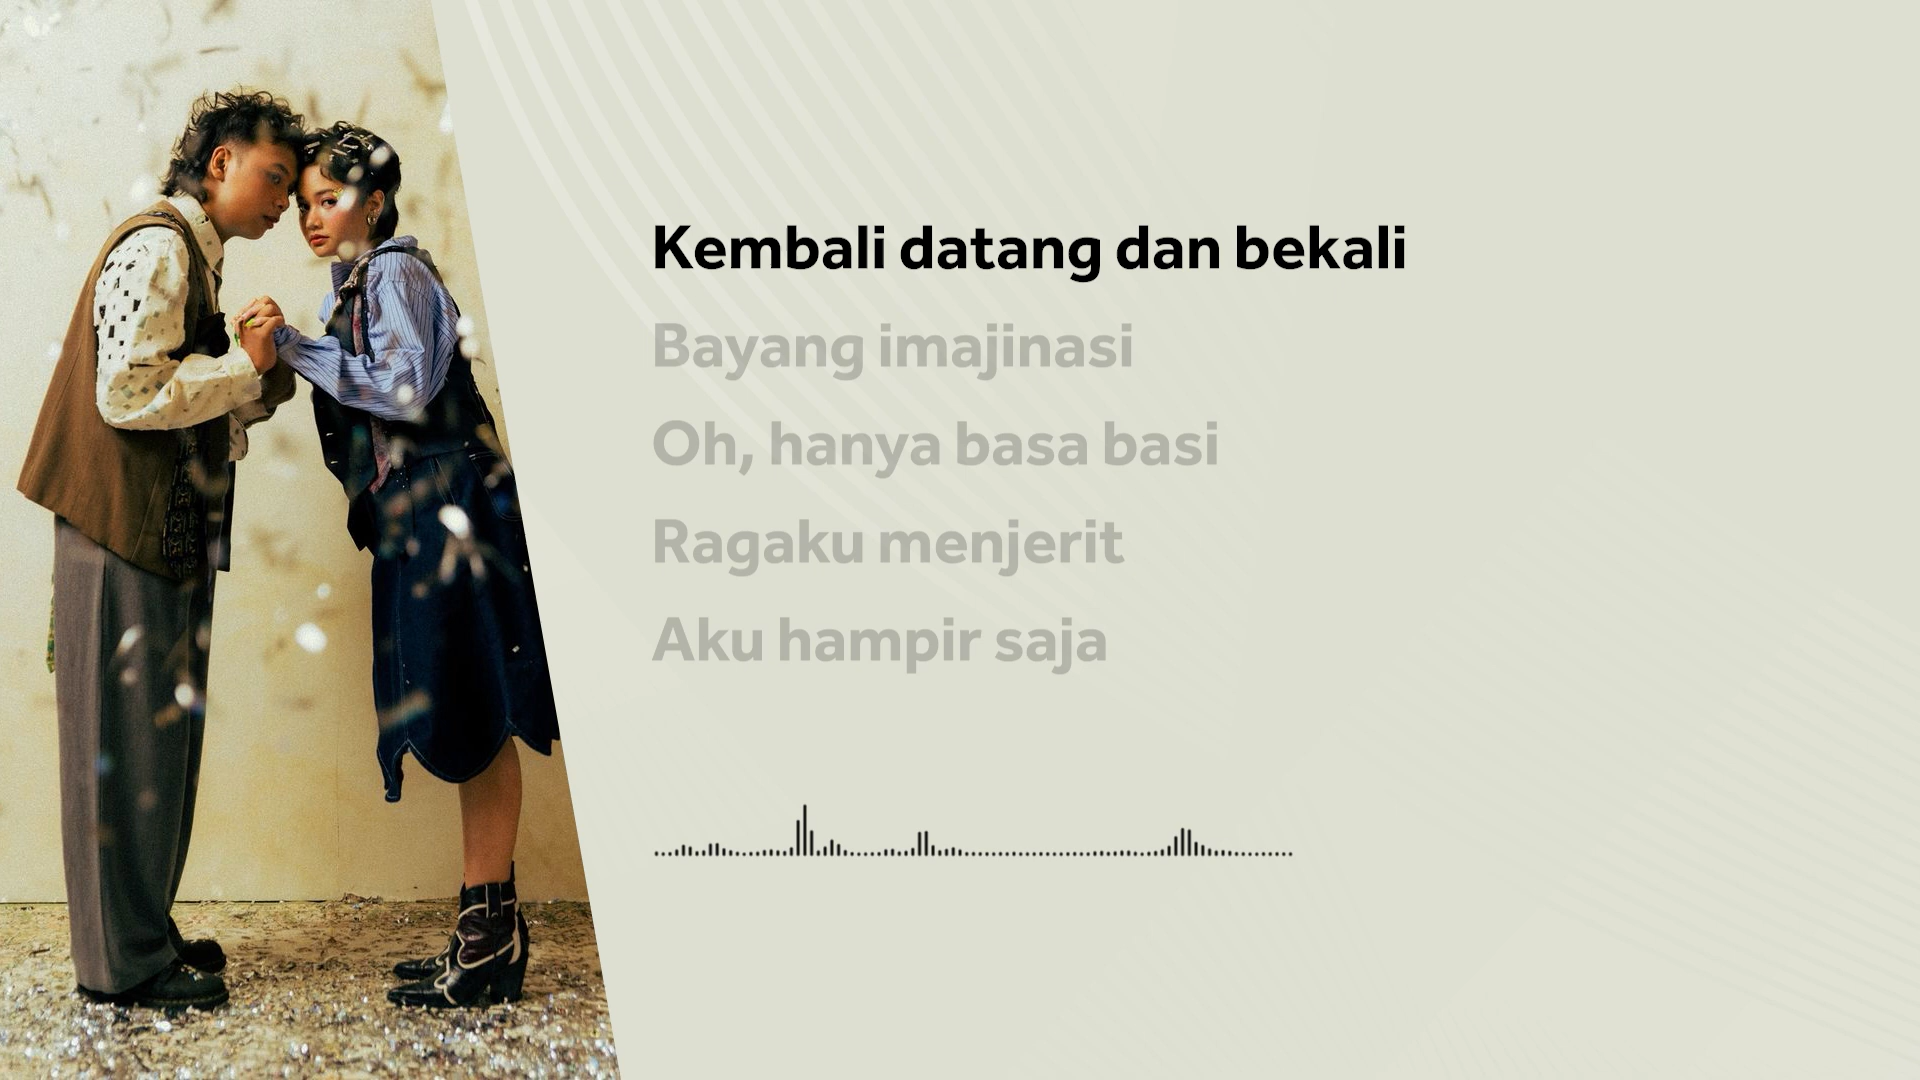 Kembali datang dan bekali
Bayang imajinasi
Oh, hanya basa basi
Ragaku menjerit
Aku hampir saja